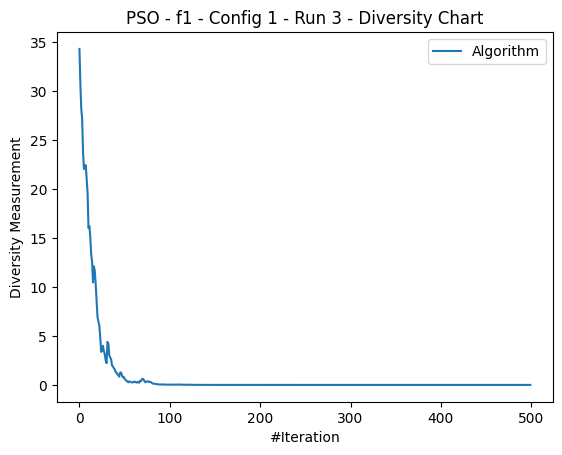 PSO - f1 - Config 1 - Run 3 - Diversity Chart
Algorithm
Diversity Measurement
35
30
25
20
15
10
5
0
0 100 200 300 400 500
#Iteration